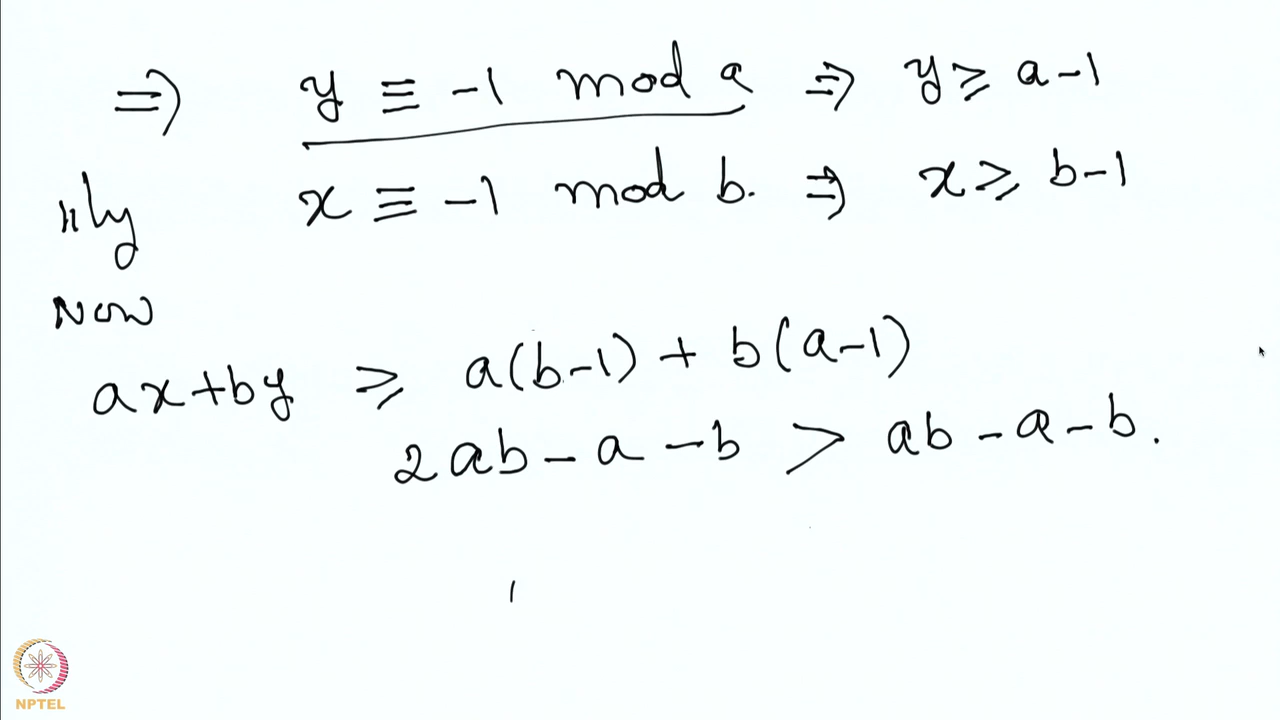 ⇒ y ≡ -1 mod a ⇒ y ≥ a-1
llly x ≡ -1 mod b. ⇒ x ≥ b-1
Now
ax+by ≥ a(b-1) + b(a-1)
2ab - a - b > ab - a - b.
NPTEL